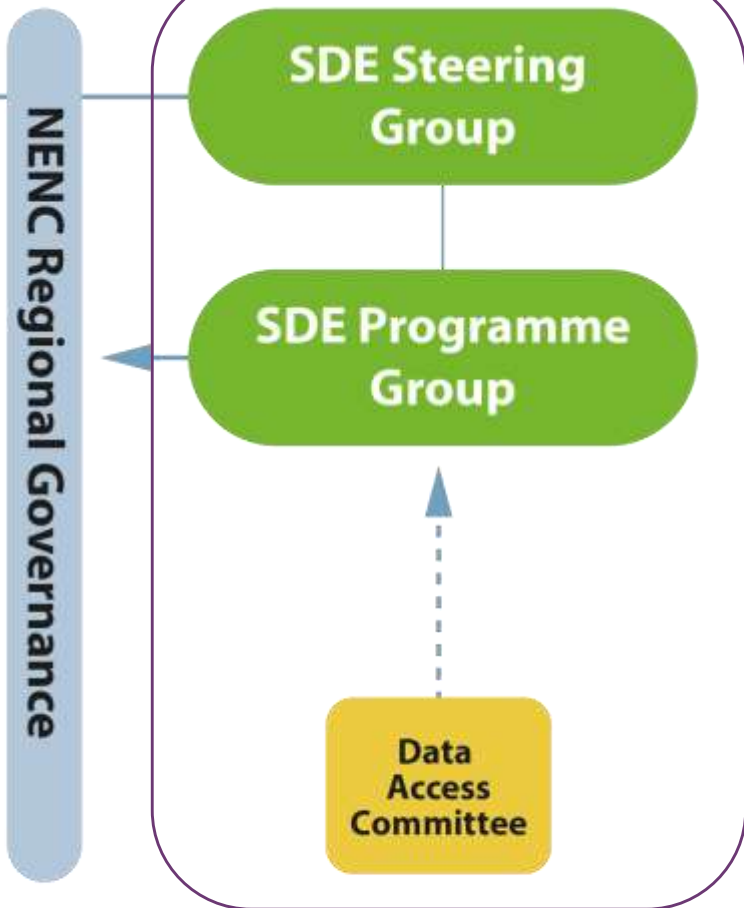 NENC Regional Governance
SDE Steering
Group
SDE Programme
Group
Data
Access
Committee